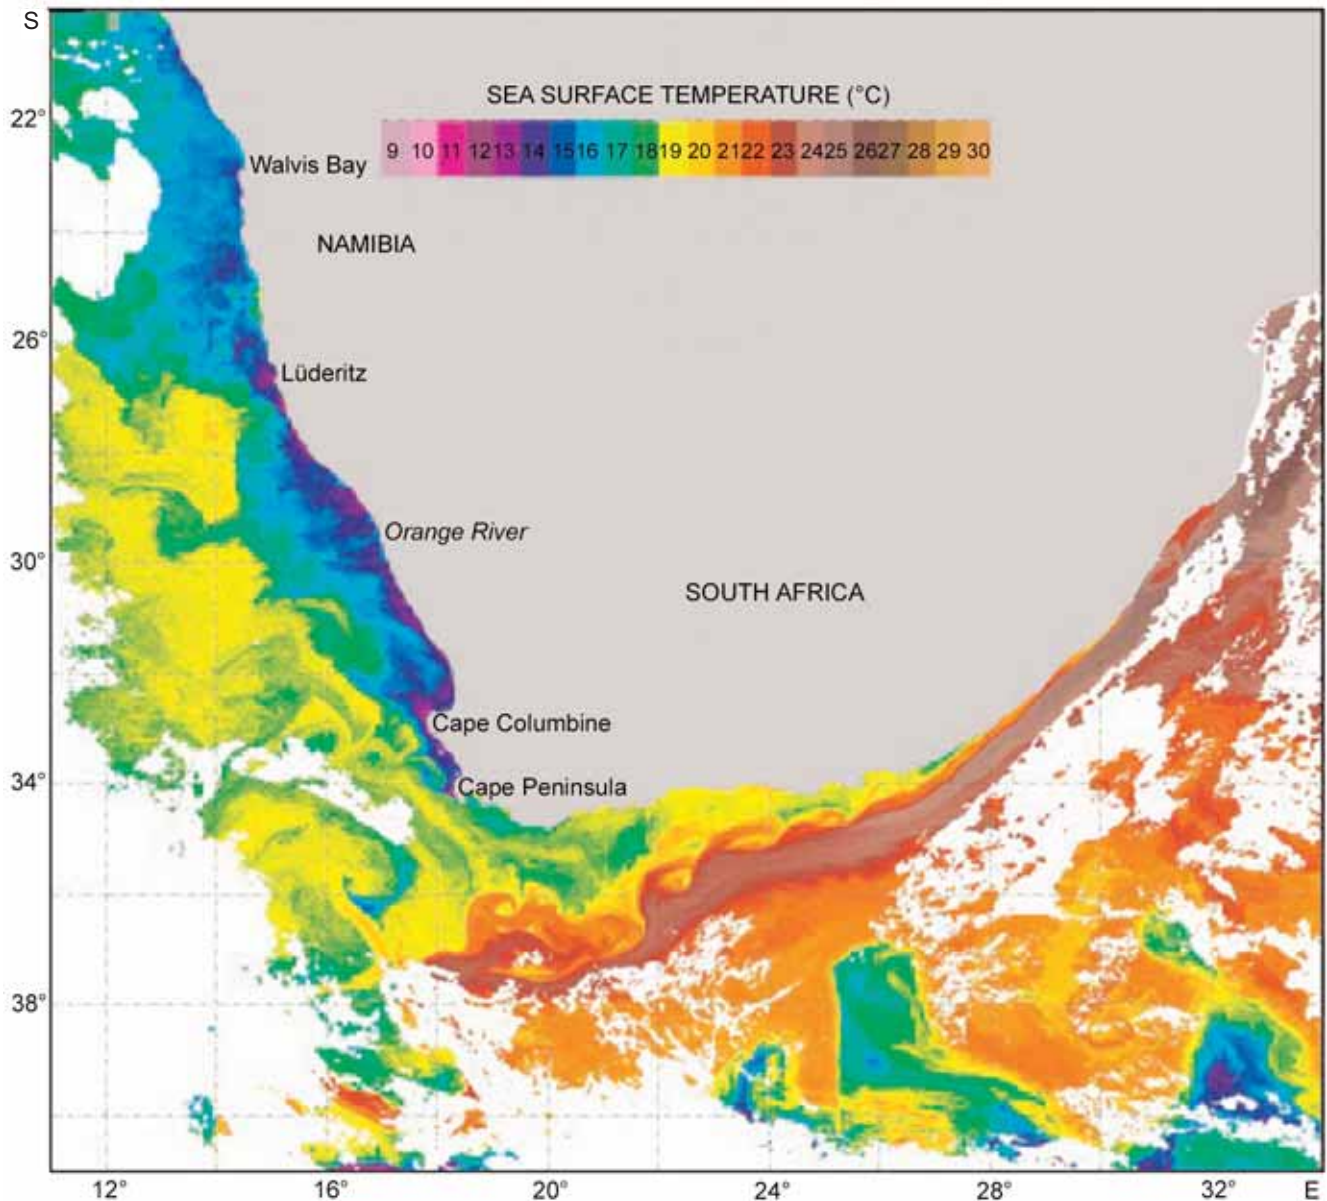 S
SEA SURFACE TEMPERATURE (°C)
22°
9 10 11 12 13 14 15 16 17 18 19 20 21 22 23 24 25 26 27 28 29 30
Walvis Bay
NAMIBIA
26°
Lüderitz
Orange River
30°
SOUTH AFRICA
Cape Columbine
34°
Cape Peninsula
38°
12° 16° 20° 24° 28° 32° E